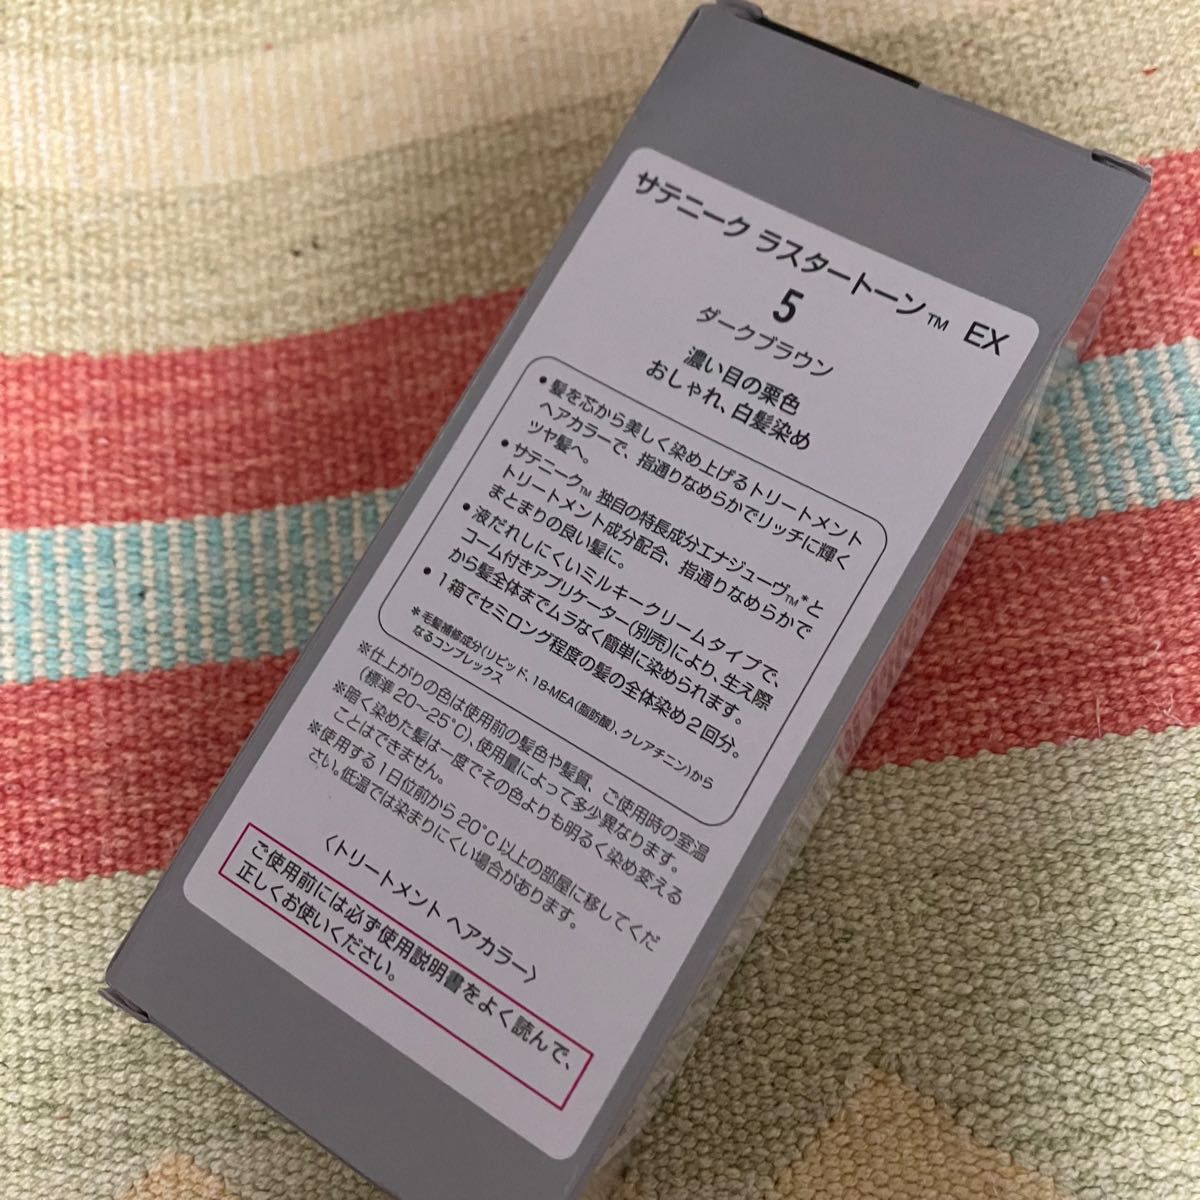 サテニーク ラスタートーン™ EX
5
ダークブラウン
濃い目の栗色
おしゃれ、白髪染め
• 髪を芯から美しく染め上げるトリートメント
ヘアカラーで、指通りなめらかでリッチに輝く
ツヤ髪へ。
• サテニーク™ 独自の特長成分エナジューヴ™*と
トリートメント成分配合、指通りなめらかで
まとまりの良い髪に。
• 液だれしにくいミルキークリームタイプで、
コーム付きアプリケーター(別売)により、生え際
から髪全体までムラなく簡単に染められます。
• 1箱でセミロング程度の髪の全体染め2回分。
*毛髪補修成分(リピッド、18-MEA(脂肪酸)、クレアチニン)から
なるコンプレックス
※仕上がりの色は使用前の髪色や髪質、ご使用時の室温
(標準20～25℃)、使用量によって多少異なります。
※暗く染めた髪は一度でその色よりも明るく染め変える
ことはできません。
※使用する1日位前から20℃以上の部屋に移してくだ
さい。低温では染まりにくい場合があります。
〈トリートメント ヘアカラー〉
ご使用前には必ず使用説明書をよく読んで、
正しくお使いください。